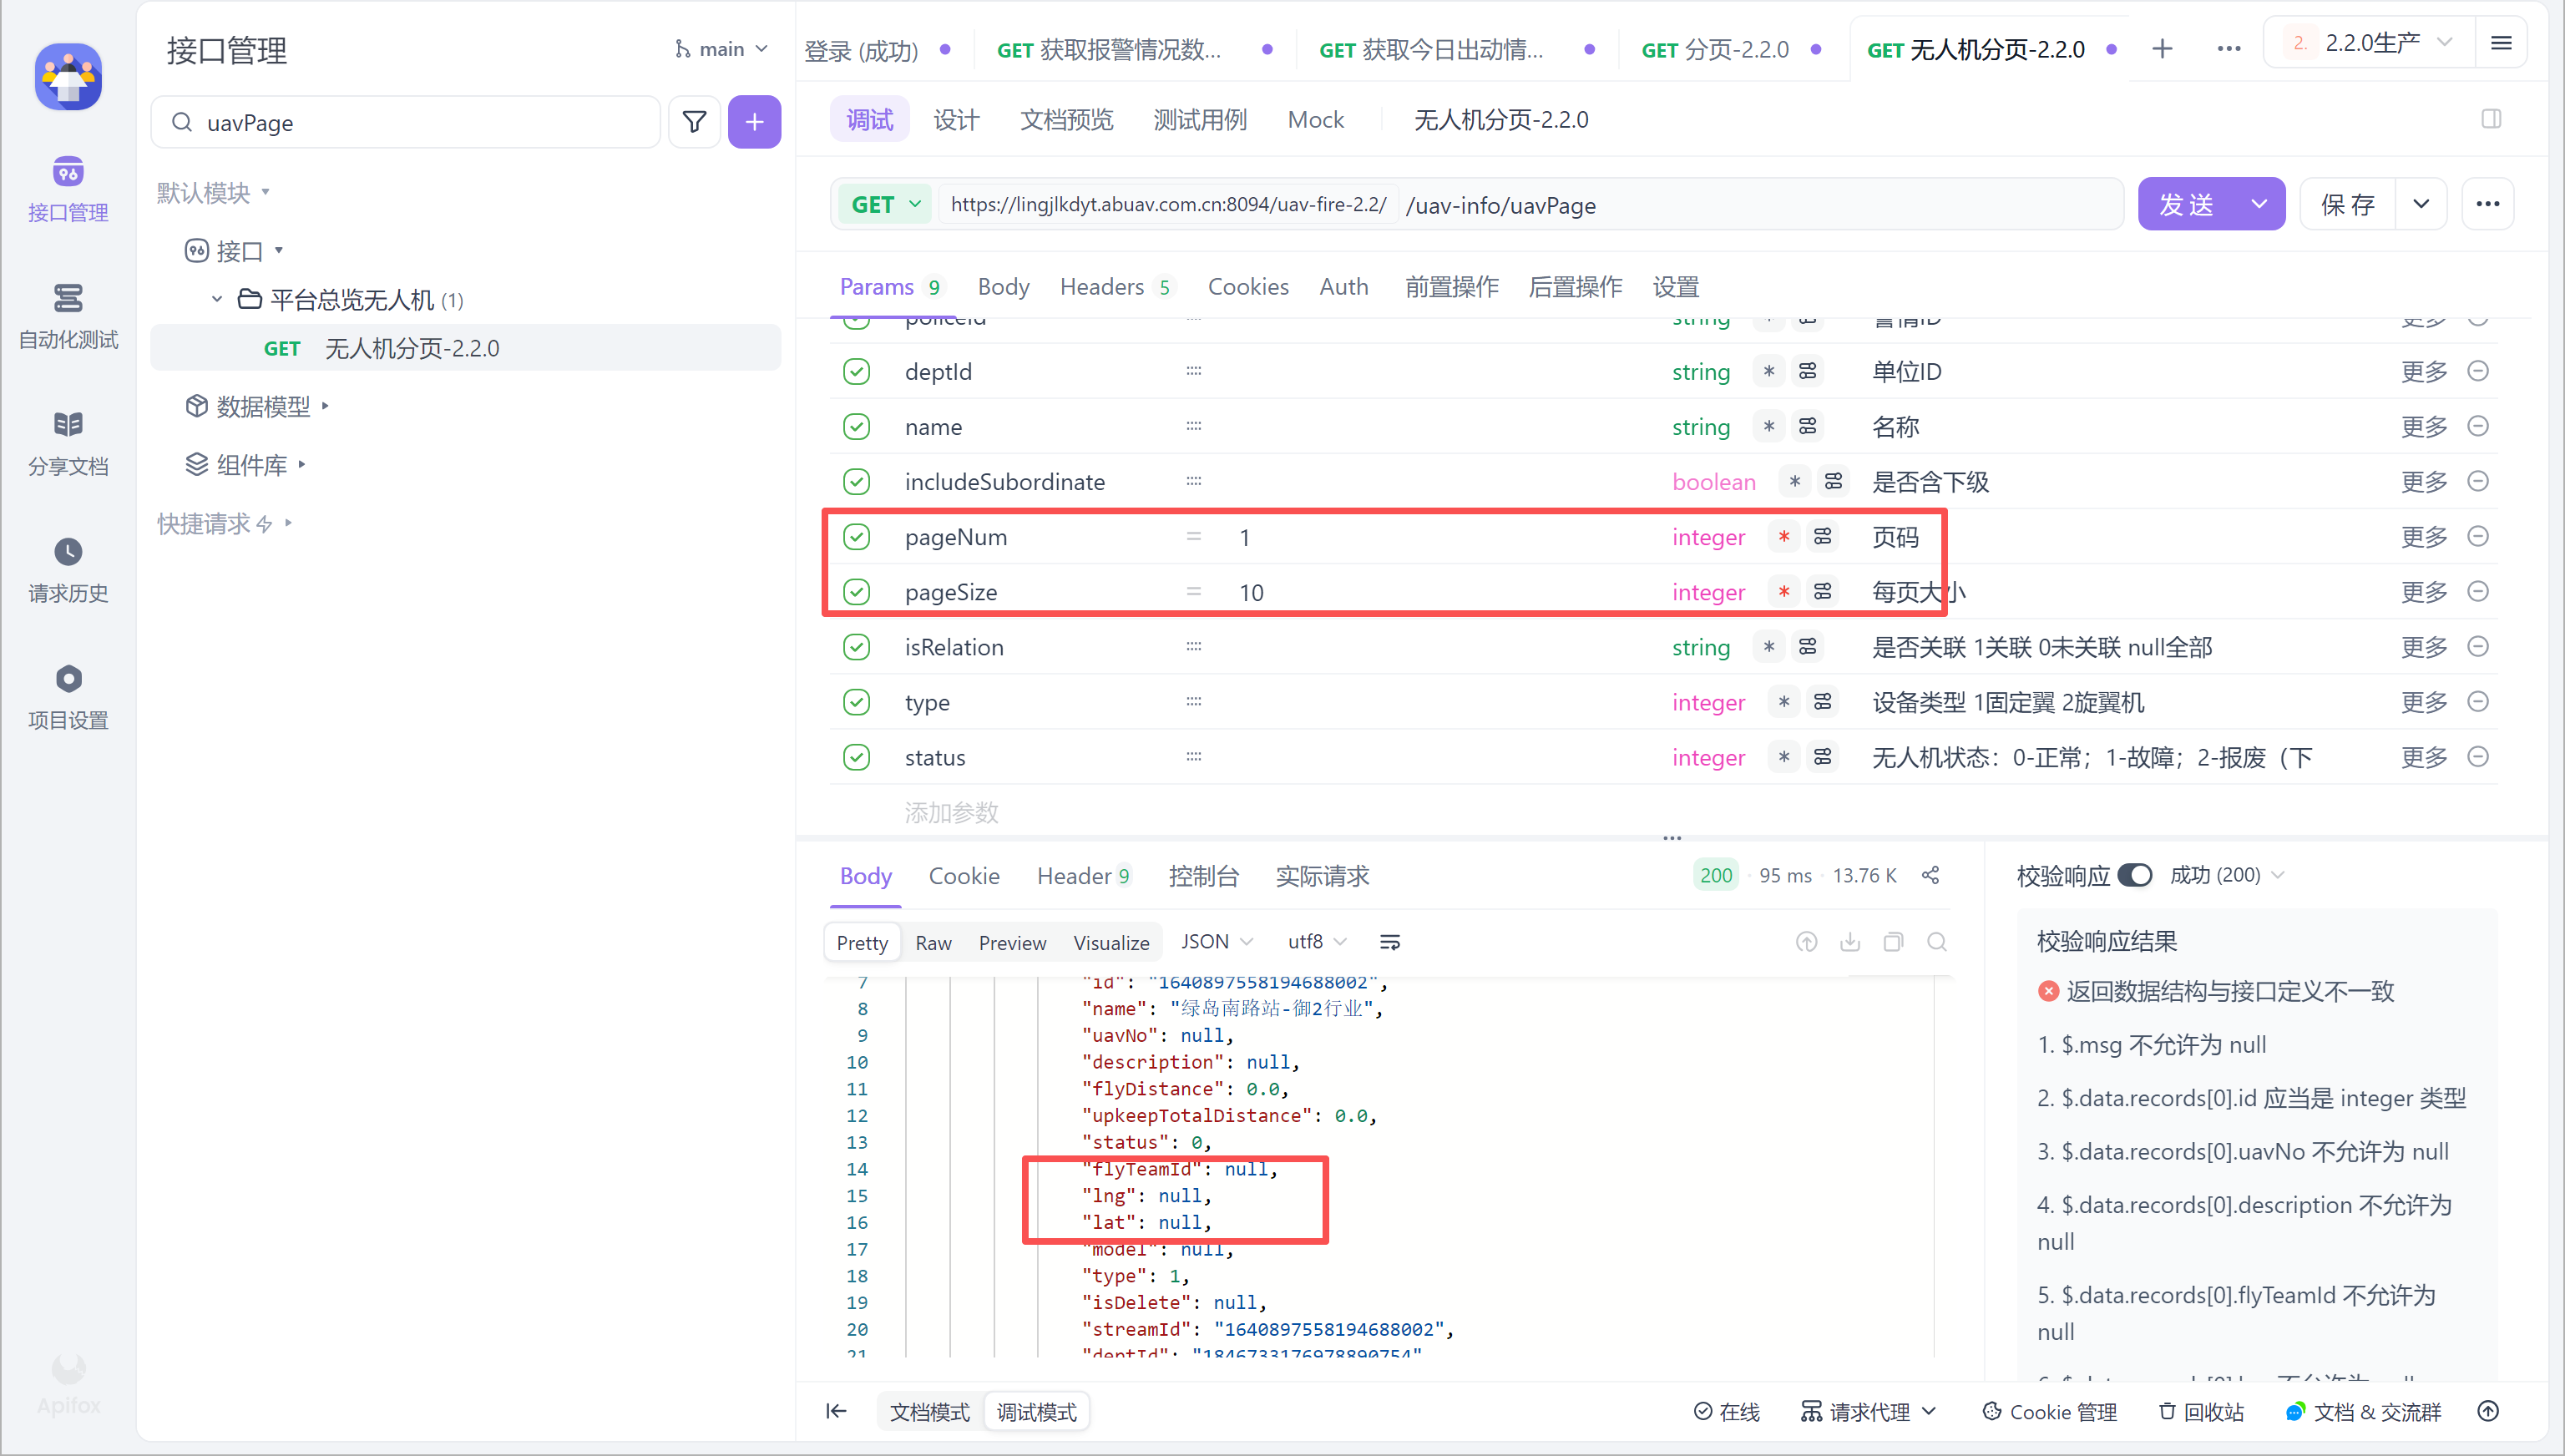 接口管理
main
登录 (成功)
GET 获取报警情况数...
GET 获取今日出动情...
GET 分页-2.2.0
GET 无人机分页-2.2.0
2. 2.2.0生产
uavPage
默认模块
接口
平台总览无人机 (1)
GET 无人机分页-2.2.0
数据模型
组件库
快捷请求
接口管理
自动化测试
分享文档
请求历史
项目设置
Apifox
调试 设计 文档预览 测试用例 Mock 无人机分页-2.2.0
GET https://lingjlkdyt.abuav.com.cn:8094/uav-fire-2.2/ /uav-info/uavPage
发 送 保 存
Params 9 Body Headers 5 Cookies Auth 前置操作 后置操作 设置
policeId string * 警情ID 更多
deptId string * 单位ID 更多
name string * 名称 更多
includeSubordinate boolean * 是否含下级 更多
pageNum = 1 integer * 页码 更多
pageSize = 10 integer * 每页大小 更多
isRelation string * 是否关联 1关联 0未关联 null全部 更多
type integer * 设备类型 1固定翼 2旋翼机 更多
status integer * 无人机状态：0-正常；1-故障；2-报废（下 更多
添加参数
Body Cookie Header 9 控制台 实际请求
200 · 95 ms · 13.76 K
Pretty Raw Preview Visualize JSON utf8
7 "id": "1640897558194688002",
8 "name": "绿岛南路站-御2行业",
9 "uavNo": null,
10 "description": null,
11 "flyDistance": 0.0,
12 "upkeepTotalDistance": 0.0,
13 "status": 0,
14 "flyTeamId": null,
15 "lng": null,
16 "lat": null,
17 "model": null,
18 "type": 1,
19 "isDelete": null,
20 "streamId": "1640897558194688002",
21 "deptId": "1846733176978890754"
校验响应 成功 (200)
校验响应结果
返回数据结构与接口定义不一致
1. $.msg 不允许为 null
2. $.data.records[0].id 应当是 integer 类型
3. $.data.records[0].uavNo 不允许为 null
4. $.data.records[0].description 不允许为
null
5. $.data.records[0].flyTeamId 不允许为
null
文档模式 调试模式
在线 请求代理 Cookie 管理 回收站 文档 & 交流群